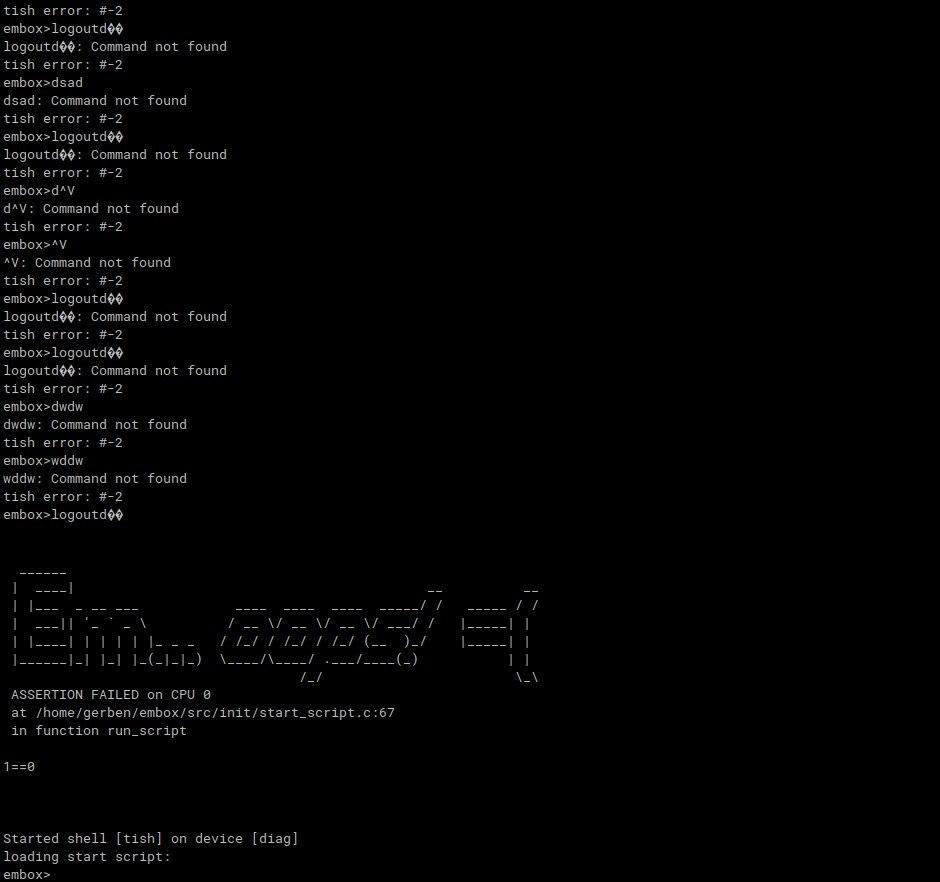 tish error: #-2
embox>logoutd��
logoutd��: Command not found
tish error: #-2
embox>dsad
dsad: Command not found
tish error: #-2
embox>logoutd��
logoutd��: Command not found
tish error: #-2
embox>d^V
d^V: Command not found
tish error: #-2
embox>^V
^V: Command not found
tish error: #-2
embox>logoutd��
logoutd��: Command not found
tish error: #-2
embox>logoutd��
logoutd��: Command not found
tish error: #-2
embox>dwdw
dwdw: Command not found
tish error: #-2
embox>wddw
wddw: Command not found
tish error: #-2
embox>logoutd��
Em... oops! :-(
ASSERTION FAILED on CPU 0
at /home/gerben/embox/src/init/start_script.c:67
in function run_script
1==0
Started shell [tish] on device [diag]
loading start script:
embox>